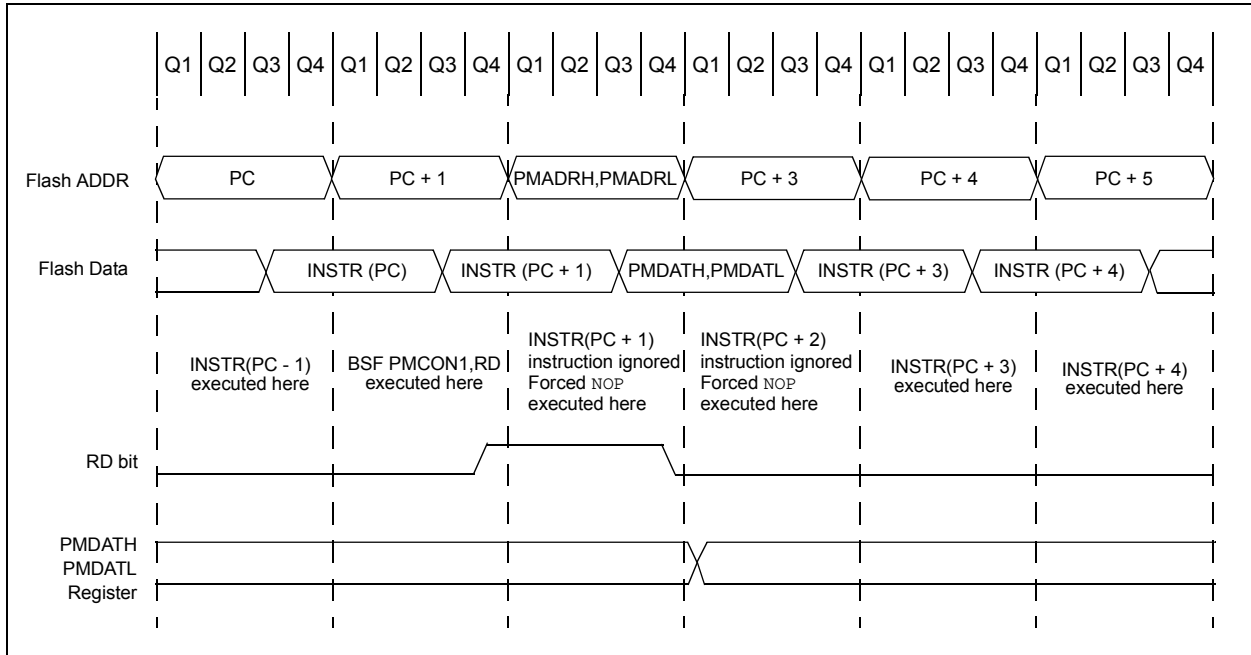 Q1 Q2 Q3 Q4 Q1 Q2 Q3 Q4 Q1 Q2 Q3 Q4 Q1 Q2 Q3 Q4 Q1 Q2 Q3 Q4 Q1 Q2 Q3 Q4
Flash ADDR PC PC + 1 PMADRH,PMADRL PC + 3 PC + 4 PC + 5
Flash Data INSTR (PC) INSTR (PC + 1) PMDATH,PMDATL INSTR (PC + 3) INSTR (PC + 4)
INSTR(PC - 1)
executed here
BSF PMCON1,RD
executed here
INSTR(PC + 1)
instruction ignored
Forced NOP
executed here
INSTR(PC + 2)
instruction ignored
Forced NOP
executed here
INSTR(PC + 3)
executed here
INSTR(PC + 4)
executed here
RD bit
PMDATH
PMDATL
Register